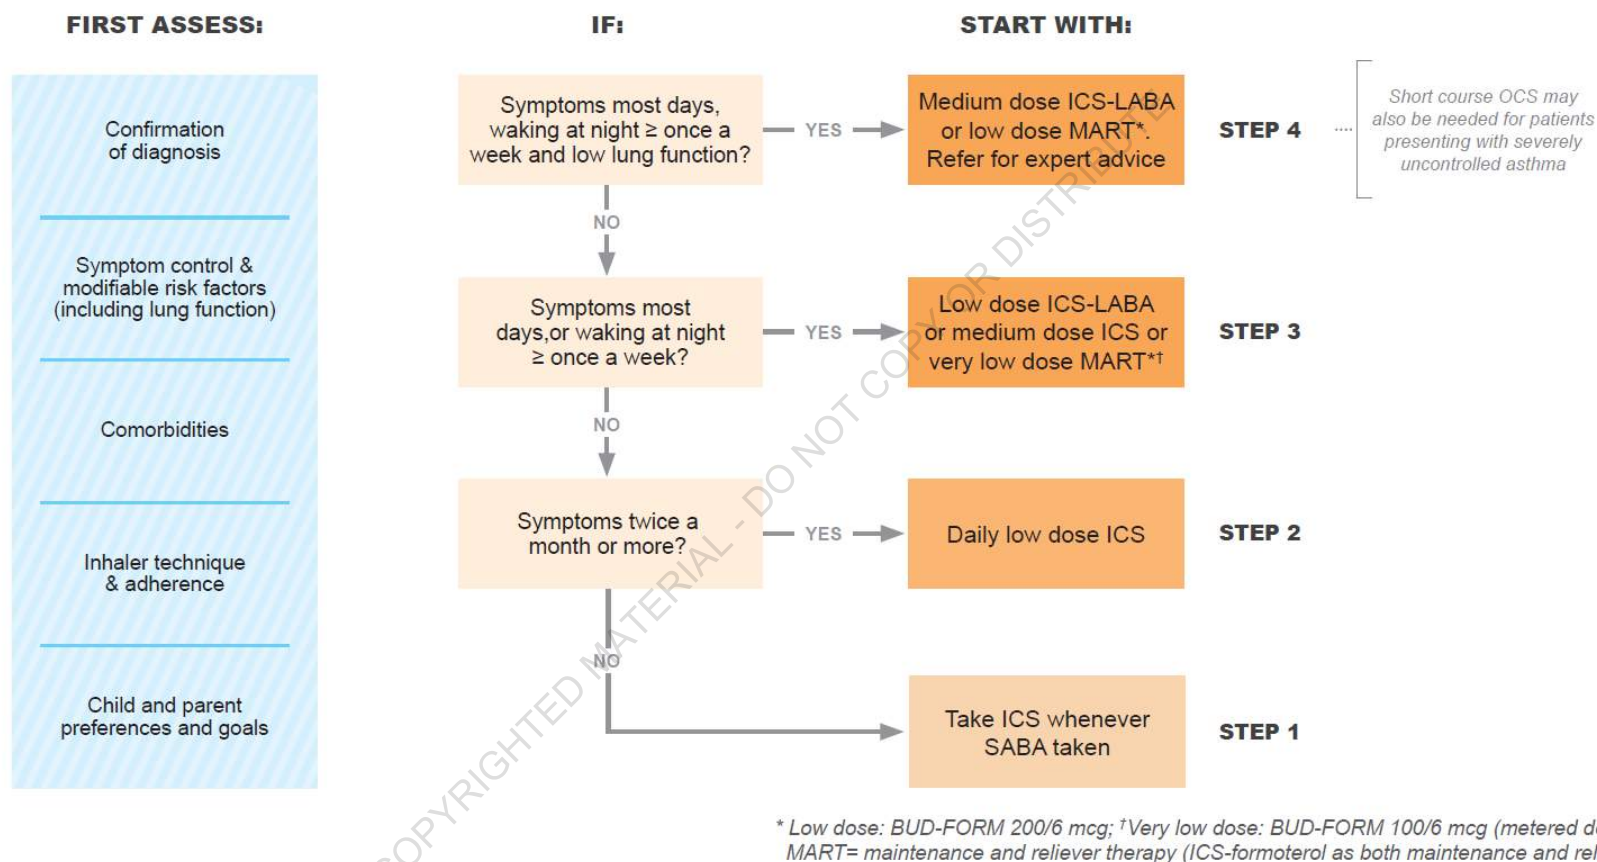 FIRST ASSESS:
IF:
START WITH:
Confirmation
of diagnosis
Symptom control &
modifiable risk factors
(including lung function)
Comorbidities
Inhaler technique
& adherence
Child and parent
preferences and goals
Symptoms most days,
waking at night ≥ once a
week and low lung function?
YES
Medium dose ICS-LABA
or low dose MART*.
Refer for expert advice
STEP 4
Short course OCS may
also be needed for patients
presenting with severely
uncontrolled asthma
NO
Symptoms most
days,or waking at night
≥ once a week?
YES
Low dose ICS-LABA
or medium dose ICS or
very low dose MART*†
STEP 3
NO
Symptoms twice a
month or more?
YES
Daily low dose ICS
STEP 2
NO
Take ICS whenever
SABA taken
STEP 1
* Low dose: BUD-FORM 200/6 mcg; †Very low dose: BUD-FORM 100/6 mcg (metered
MART= maintenance and reliever therapy (ICS-formoterol as both maintenance and
COPYRIGHTED MATERIAL - DO NOT COPY OR DISTRIBUTE